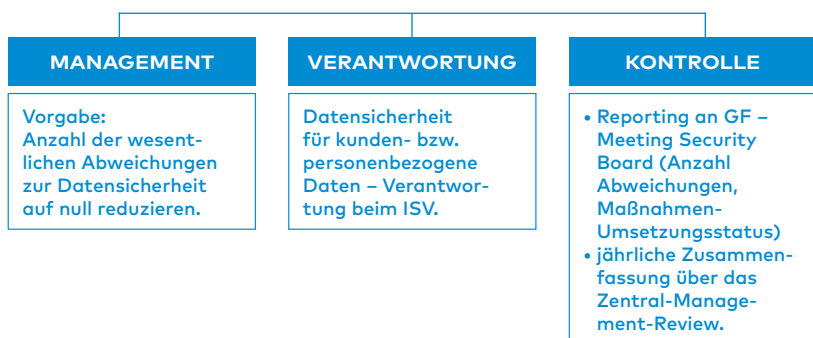 MANAGEMENT
Vorgabe:
Anzahl der wesent-
lichen Abweichungen
zur Datensicherheit
auf null reduzieren.
VERANTWORTUNG
Datensicherheit
für kunden- bzw.
personenbezogene
Daten – Verantwor-
tung beim ISV.
KONTROLLE
• Reporting an GF –
Meeting Security
Board (Anzahl
Abweichungen,
Maßnahmen-
Umsetzungsstatus)
• jährliche Zusammen-
fassung über das
Zentral-Manage-
ment-Review.